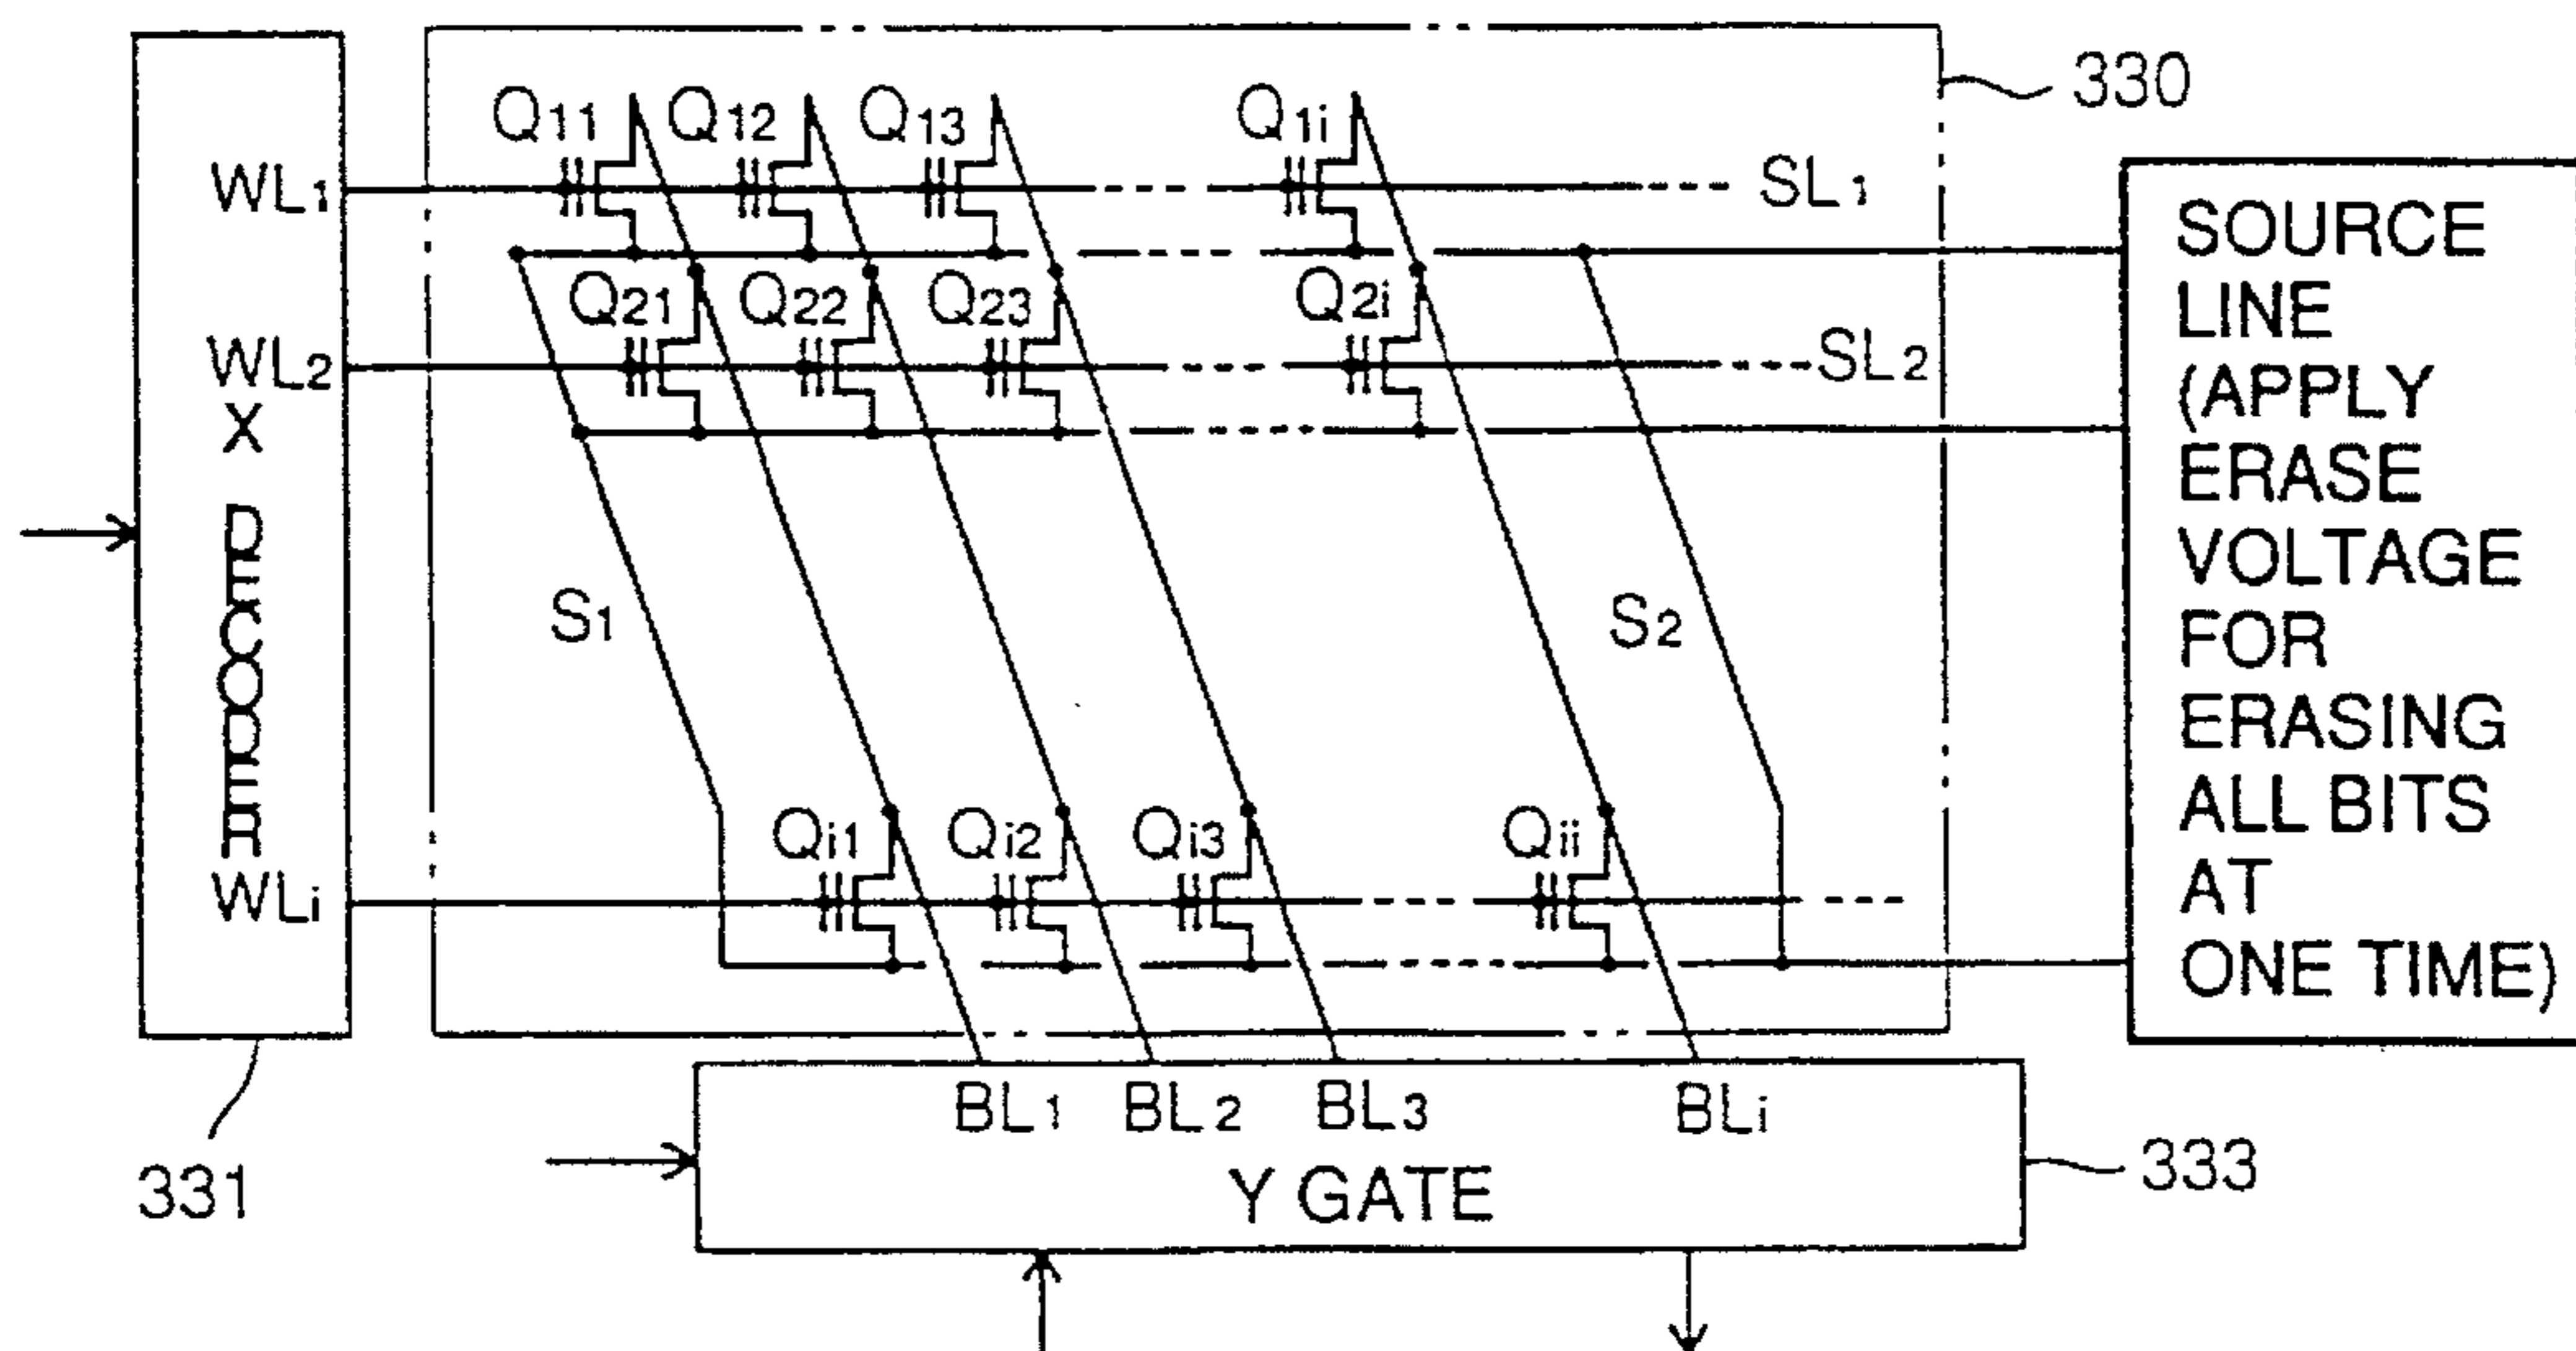 330
Q11 Q12 Q13 Q1i
WL1
SL1
Q21 Q22 Q23 Q2i
WL2
SL2
X DECODER
S1
S2
Qi1 Qi2 Qi3 Qii
WLi
SOURCE
LINE
(APPLY
ERASE
VOLTAGE
FOR
ERASING
ALL BITS
AT
ONE TIME)
BL1 BL2 BL3 BLi
Y GATE
331
333